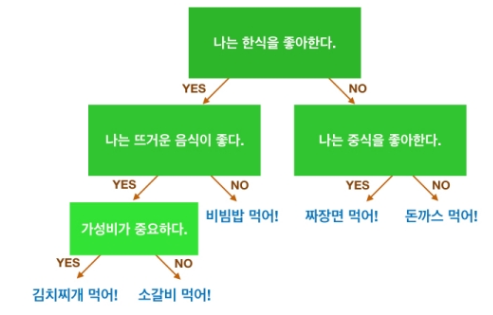 나는 한식을 좋아한다.
YES
NO
나는 뜨거운 음식이 좋다.
나는 중식을 좋아한다.
YES
NO
YES
NO
가성비가 중요하다.
비빔밥 먹어!
짜장면 먹어!
돈까스 먹어!
YES
NO
김치찌개 먹어!
소갈비 먹어!